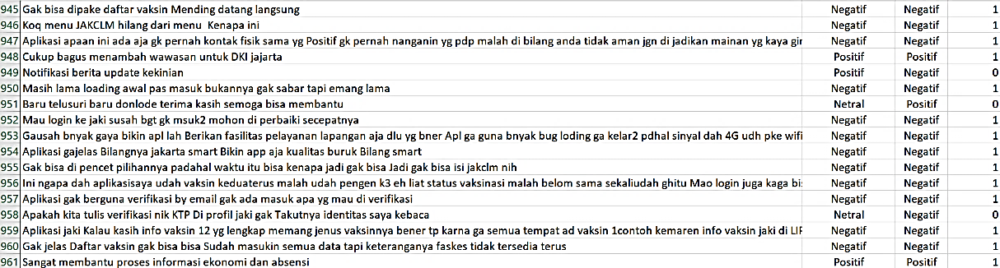 945 Gak bisa dipake daftar vaksin Mending datang langsung Negatif Negatif 1
946 Koq menu JAKCLM hilang dari menu Kenapa ini Negatif Negatif 1
947 Aplikasi apaan ini ada aja gk pernah kontak fisik sama yg Positif gk pernah nanganin yg pdp malah di bilang anda tidak aman jgn di jadikan mainan yg kaya Negatif Negatif 1
948 Cukup bagus menambah wawasan untuk DKI jajarta Positif Positif 1
949 Notifikasi berita update kekinian Positif Negatif 0
950 Masih lama loading awal pas masuk bukannya gak sabar tapi emang lama Negatif Negatif 1
951 Baru telusuri baru donlode terima kasih semoga bisa membantu Netral Positif 0
952 Mau login ke jaki susah bgt gk msuk2 mohon di perbaiki secepatnya Negatif Negatif 1
953 Gausah bnyak gaya bikin apl lah Berikan fasilitas pelayanan lapangan aja dlu yg bner Apl ga guna bnyak bug loding ga kelar2 pdhal sinyal dah 4G udh pke wifi Negatif Negatif 1
954 Aplikasi gajelas Bilangnya jakarta smart Bikin app aja kualitas buruk Bilang smart Negatif Negatif 1
955 Gak bisa di pencet pilihannya padahal waktu itu bisa kenapa jadi gak bisa Jadi gak bisa isi jakclm nih Negatif Negatif 1
956 Ini ngapa dah aplikasisaya udah vaksin keduaterus malah udah pengen k3 eh liat status vaksinasi malah belom sama sekaliudah ghitu Mao login juga kaga Negatif Negatif 1
957 Aplikasi gak berguna verifikasi by email gak ada masuk apa yg mau di verifikasi Negatif Negatif 1
958 Apakah kita tulis verifikasi nik KTP Di profil jaki gak Takutnya identitas saya kebaca Netral Negatif 0
959 Aplikasi jaki Kalau kasih info vaksin 12 yg lengkap memang jenus vaksinnya bener tp karna ga semua tempat ad vaksin 1contoh kemaren info vaksin jaki di Negatif Negatif 1
960 Gak jelas Daftar vaksin gak bisa bisa Sudah masukin semua data tapi keteranganya faskes tidak tersedia terus Negatif Negatif 1
961 Sangat membantu proses informasi ekonomi dan absensi Positif Positif 1